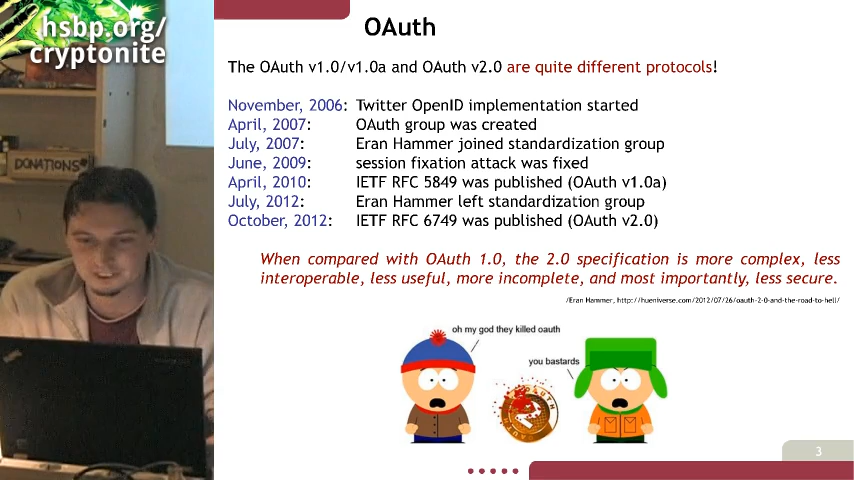 hsbp.org/
cryptonite
DONATIONS
OAuth
The OAuth v1.0/v1.0a and OAuth v2.0 are quite different protocols!
November, 2006: Twitter OpenID implementation started
April, 2007: OAuth group was created
July, 2007: Eran Hammer joined standardization group
June, 2009: session fixation attack was fixed
April, 2010: IETF RFC 5849 was published (OAuth v1.0a)
July, 2012: Eran Hammer left standardization group
October, 2012: IETF RFC 6749 was published (OAuth v2.0)
When compared with OAuth 1.0, the 2.0 specification is more complex, less
interoperable, less useful, more incomplete, and most importantly, less secure.
/Eran Hammer, http://hueniverse.com/2012/07/26/oauth-2-0-and-the-road-to-hell/
oh my god they killed oauth
you bastards
3